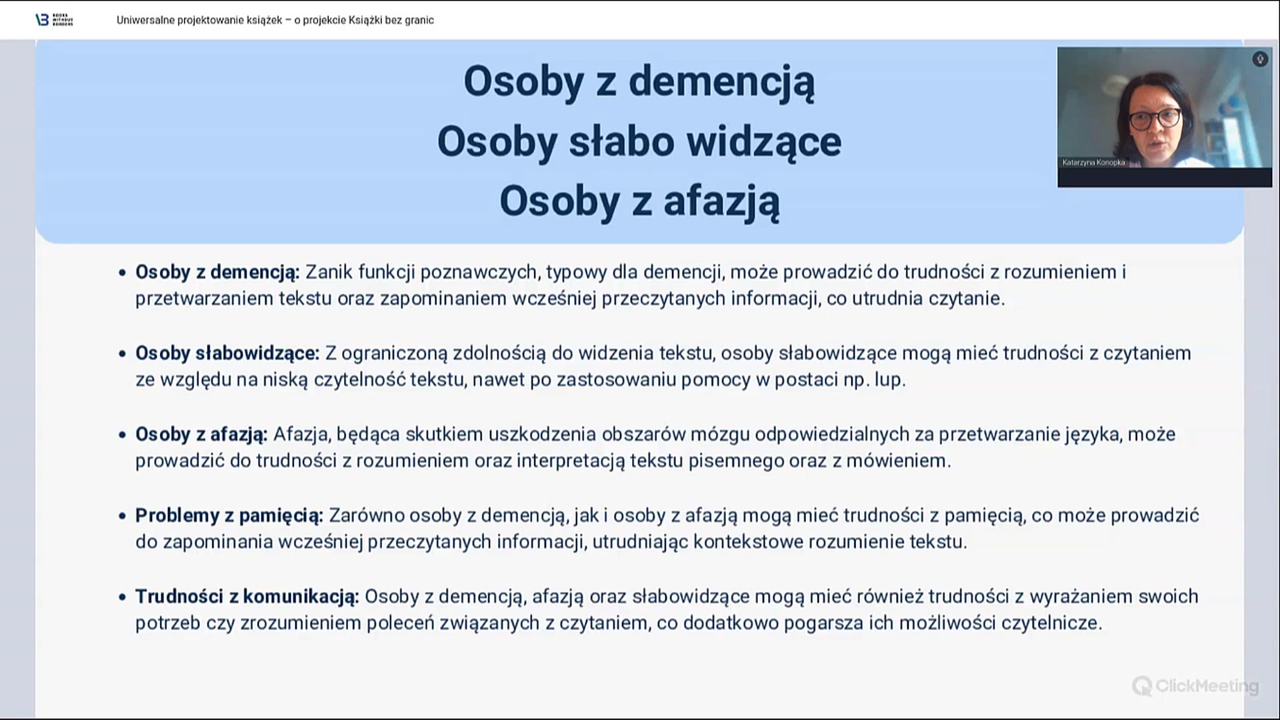 BOOKS
WITHOUT
BORDERS
Uniwersalne projektowanie książek – o projekcie Książki bez granic
Osoby z demencją
Osoby słabo widzące
Osoby z afazją
Katarzyna Konopka
• Osoby z demencją: Zanik funkcji poznawczych, typowy dla demencji, może prowadzić do trudności z rozumieniem i
przetwarzaniem tekstu oraz zapominaniem wcześniej przeczytanych informacji, co utrudnia czytanie.
• Osoby słabowidzące: Z ograniczoną zdolnością do widzenia tekstu, osoby słabowidzące mogą mieć trudności z czytaniem
ze względu na niską czytelność tekstu, nawet po zastosowaniu pomocy w postaci np. lup.
• Osoby z afazją: Afazja, będąca skutkiem uszkodzenia obszarów mózgu odpowiedzialnych za przetwarzanie języka, może
prowadzić do trudności z rozumieniem oraz interpretacją tekstu pisemnego oraz z mówieniem.
• Problemy z pamięcią: Zarówno osoby z demencją, jak i osoby z afazją mogą mieć trudności z pamięcią, co może prowadzić
do zapominania wcześniej przeczytanych informacji, utrudniając kontekstowe rozumienie tekstu.
• Trudności z komunikacją: Osoby z demencją, afazją oraz słabowidzące mogą mieć również trudności z wyrażaniem swoich
potrzeb czy zrozumieniem poleceń związanych z czytaniem, co dodatkowo pogarsza ich możliwości czytelnicze.
ClickMeeting